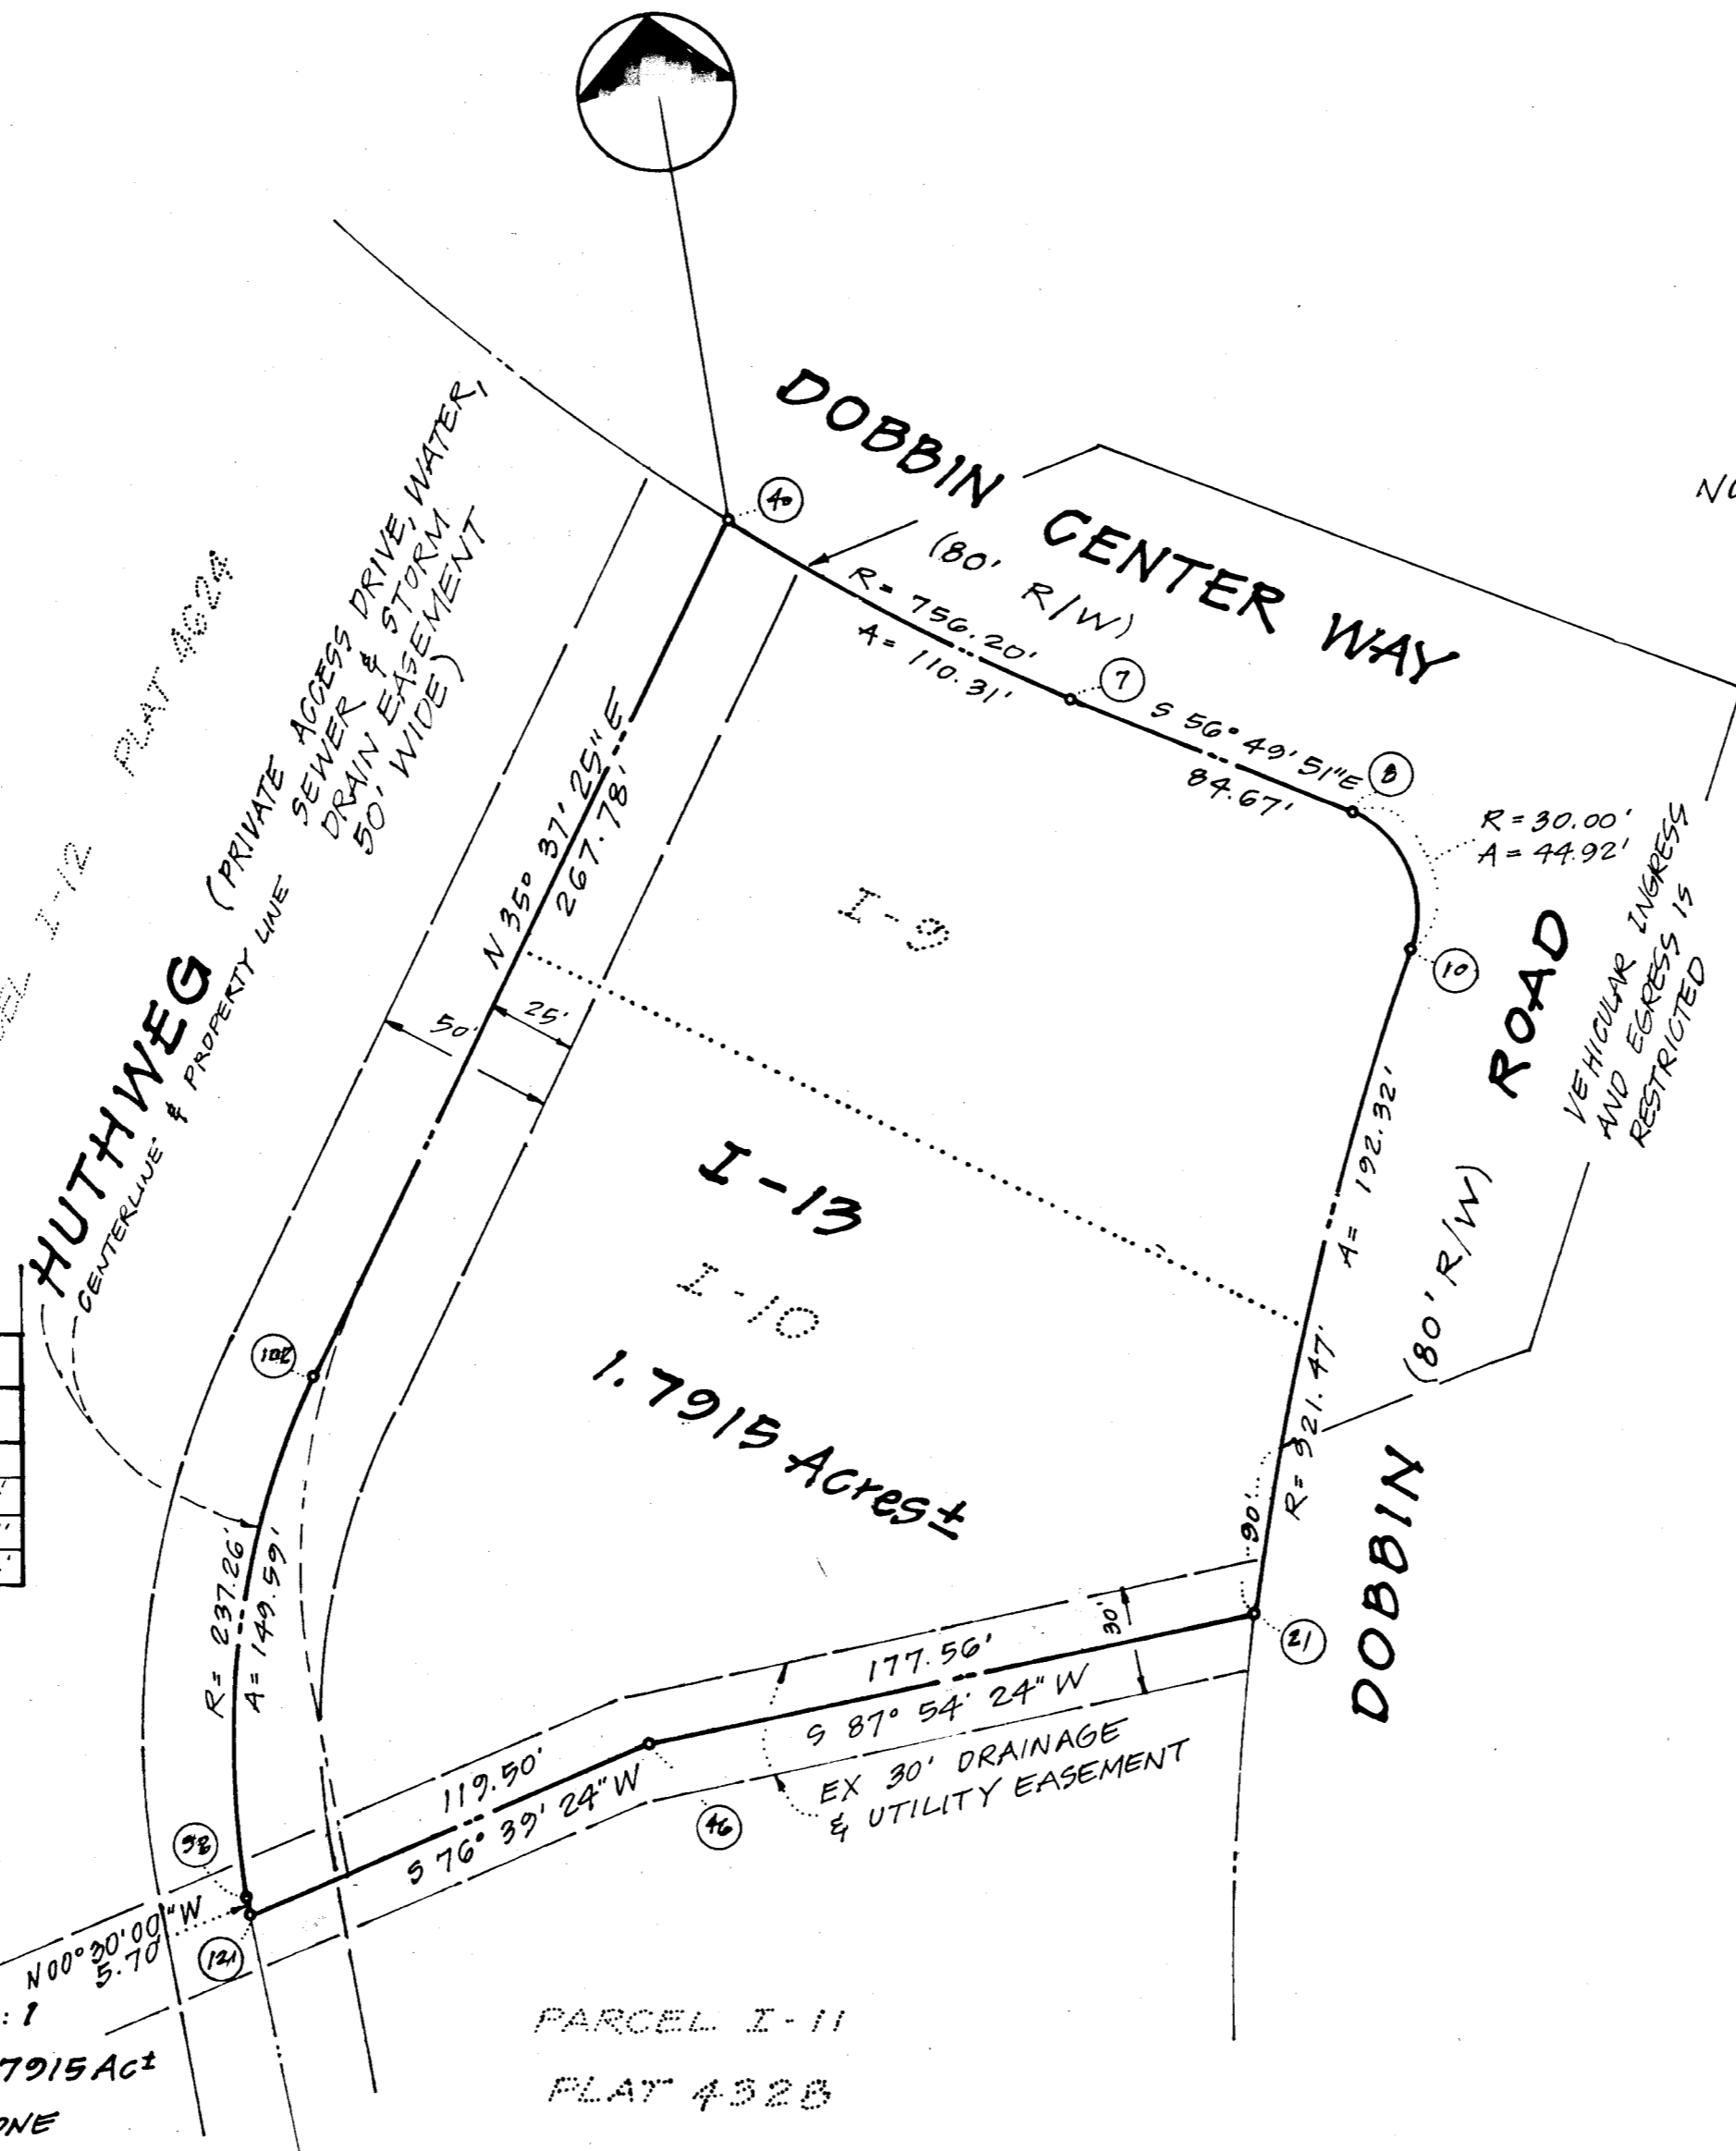 DOBBIN CENTER WAY
(80' R/W)
R= 756.20'
A= 110.31'
40
7
S 56° 49' 51"E
84.67'
8
R = 30.00'
A = 44.92'
10
PLAT
I-12
HUTHWEG
(PRIVATE ACCESS DRIVE, WATER,
SEWER & STORM
DRAIN EASEMENT
50' WIDE)
CENTERLINE & PROPERTY LINE
N 35° 37' 25" E
267.78'
50'
25'
I-9
I-13
I-10
1.7915 Acres±
DOBBIN ROAD
(80' R/W)
VEHICULAR INGRESS
AND EGRESS IS
RESTRICTED
A= 192.32'
R= 321.47'
90'
21
102
R= 237.26'
A= 149.59'
30'
177.56'
S 87° 54' 24" W
EX 30' DRAINAGE
& UTILITY EASEMENT
46
119.50'
S 76° 39' 24" W
N00°30'00"W
5.70'
: 1
7915 Ac±
PARCEL I-11
PLAT 4328